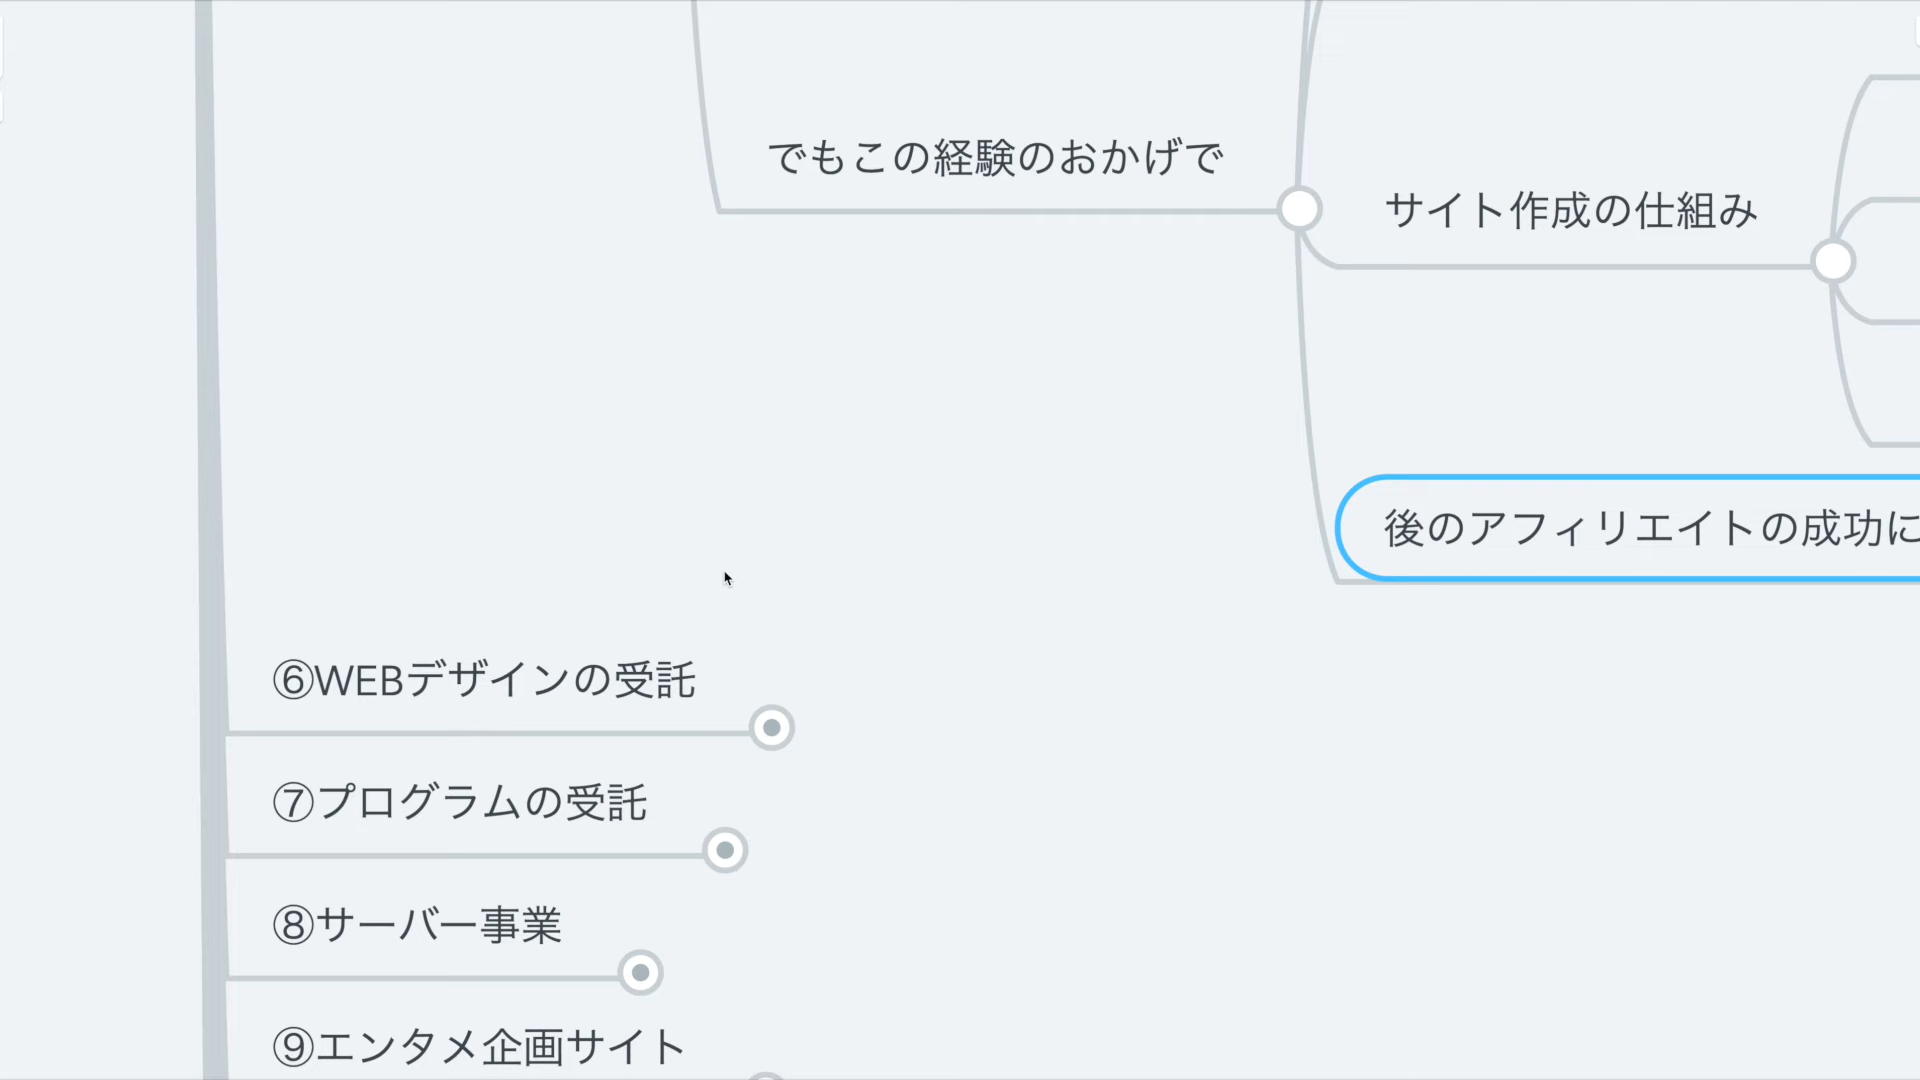 でもこの経験のおかげで
サイト作成の仕組み
後のアフィリエイトの成功に
⑥WEBデザインの受託
⑦プログラムの受託
⑧サーバー事業
⑨エンタメ企画サイト